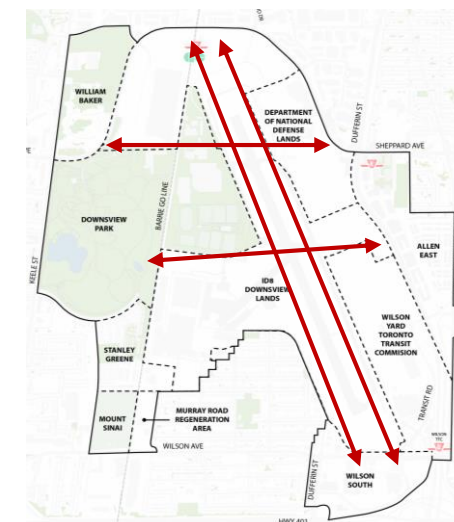 WILLIAM
BAKER
DEPARTMENT
OF NATIONAL
DEFENSE
LANDS
DUFFERIN ST
SHEPPARD AVE
BARRIE GO LINE
DOWNSVIEW
PARK
KEELE ST
ALLEN
EAST
ID8
DOWNSVIEW
LANDS
WILSON
YARD
TORONTO
TRANSIT
COMMISION
STANLEY
GREENE
TRANSIT RD
MOUNT
SINAI
MURRAY ROAD
REGENERATION
AREA
WILSON AVE
WILSON
TTC
DUFFERIN ST
WILSON
SOUTH
HWY 401